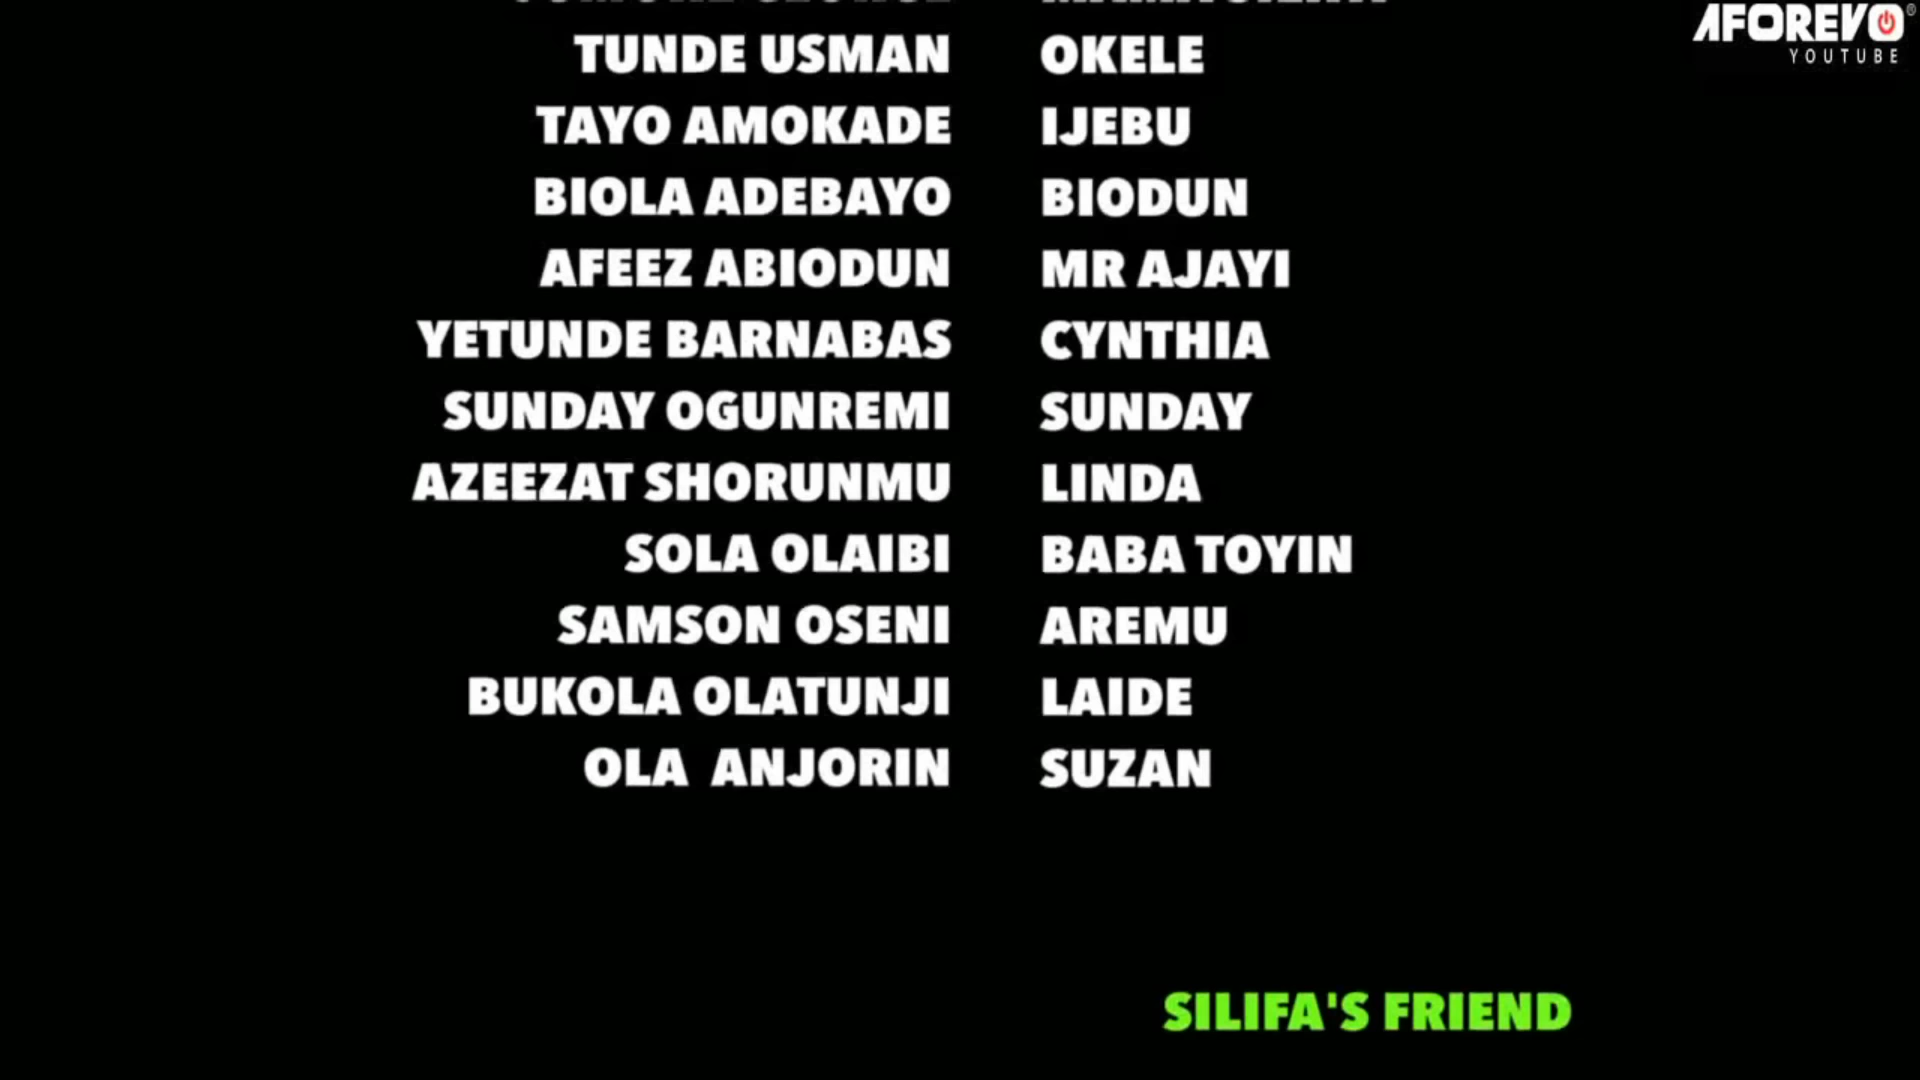 AFOREVO
YOUTUBE
TUNDE USMAN OKELE
TAYO AMOKADE IJEBU
BIOLA ADEBAYO BIODUN
AFEEZ ABIODUN MR AJAYI
YETUNDE BARNABAS CYNTHIA
SUNDAY OGUNREMI SUNDAY
AZEEZAT SHORUNMU LINDA
SOLA OLAIBI BABA TOYIN
SAMSON OSENI AREMU
BUKOLA OLATUNJI LAIDE
OLA ANJORIN SUZAN
SILIFA'S FRIEND